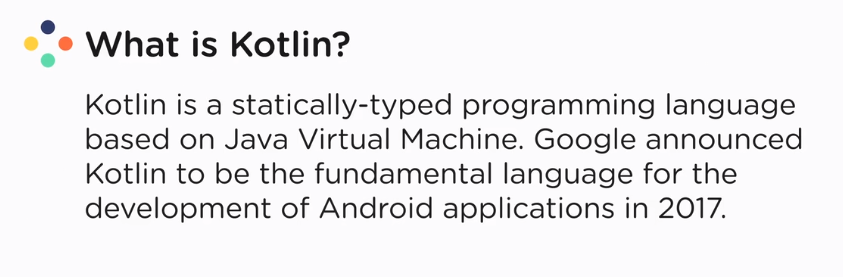 What is Kotlin?
Kotlin is a statically-typed programming language
based on Java Virtual Machine. Google announced
Kotlin to be the fundamental language for the
development of Android applications in 2017.